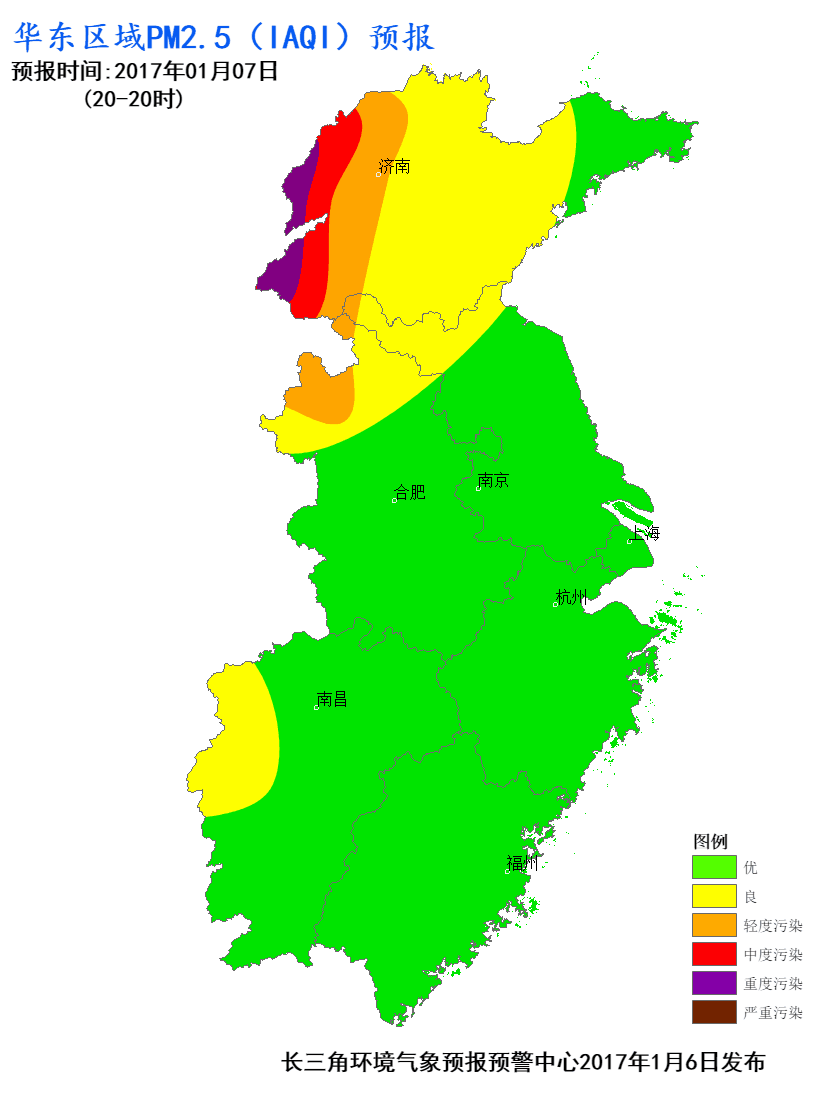 华东区域PM2.5（IAQI）预报
预报时间:2017年01月07日
(20-20时)
济南
南京
合肥
上海
杭州
南昌
福州
图例
优
良
轻度污染
中度污染
重度污染
严重污染
长三角环境气象预报预警中心2017年1月6日发布